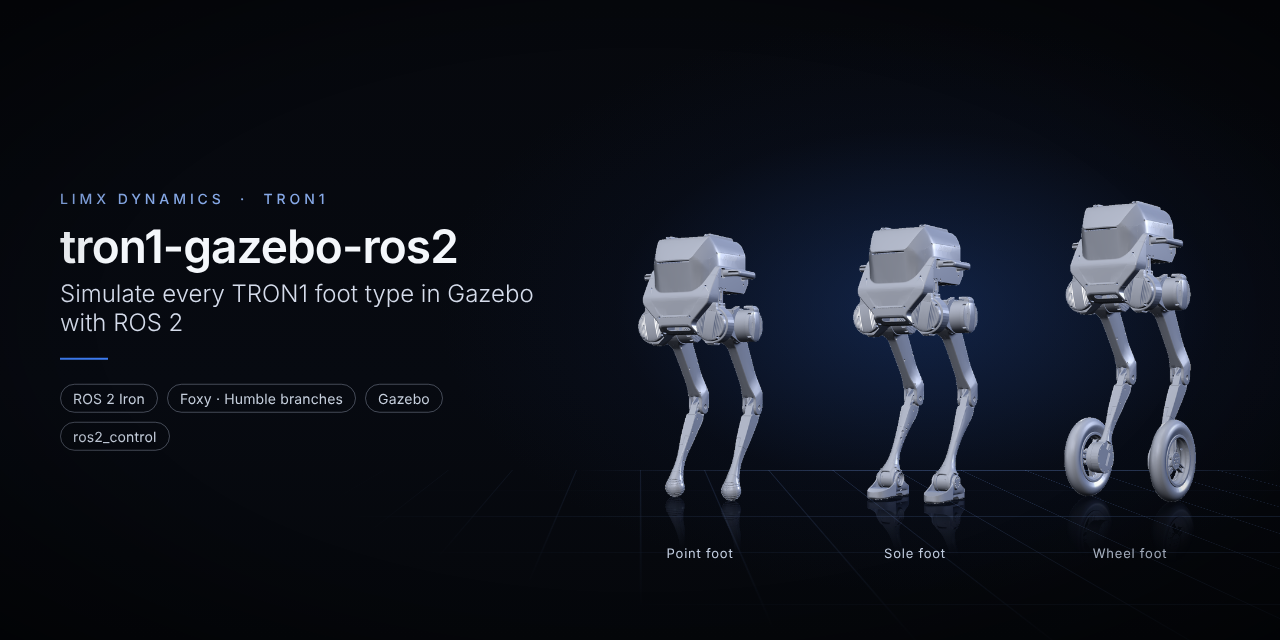 LIMX DYNAMICS · TRON1
tron1-gazebo-ros2
Simulate every TRON1 foot type in Gazebo
with ROS 2
ROS 2 Iron
Foxy · Humble branches
Gazebo
ros2_control
Point foot
Sole foot
Wheel foot